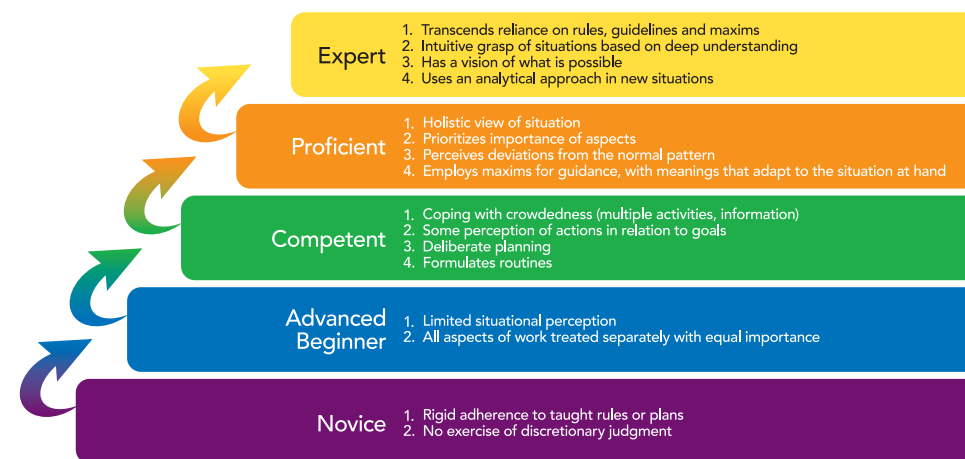 Expert
1. Transcends reliance on rules, guidelines and maxims
2. Intuitive grasp of situations based on deep understanding
3. Has a vision of what is possible
4. Uses an analytical approach in new situations
Proficient
1. Holistic view of situation
2. Prioritizes importance of aspects
3. Perceives deviations from the normal pattern
4. Employs maxims for guidance, with meanings that adapt to the situation at hand
Competent
1. Coping with crowdedness (multiple activities, information)
2. Some perception of actions in relation to goals
3. Deliberate planning
4. Formulates routines
Advanced
Beginner
1. Limited situational perception
2. All aspects of work treated separately with equal importance
Novice
1. Rigid adherence to taught rules or plans
2. No exercise of discretionary judgment